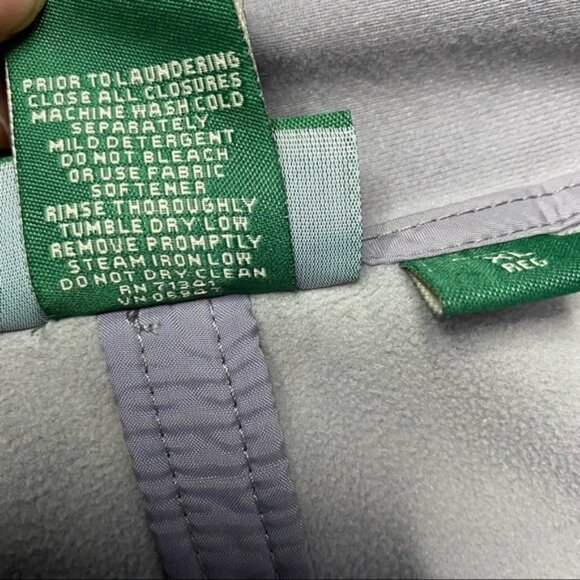 PRIOR TO LAUNDERING
CLOSE ALL CLOSURES
MACHINE WASH COLD
SEPARATELY
MILD DETERGENT
DO NOT BLEACH
OR USE FABRIC
SOFTENER
RINSE THOROUGHLY
TUMBLE DRY LOW
REMOVE PROMPTLY
STEAM IRON LOW
DO NOT DRY CLEAN
RN 71341
XL
REG